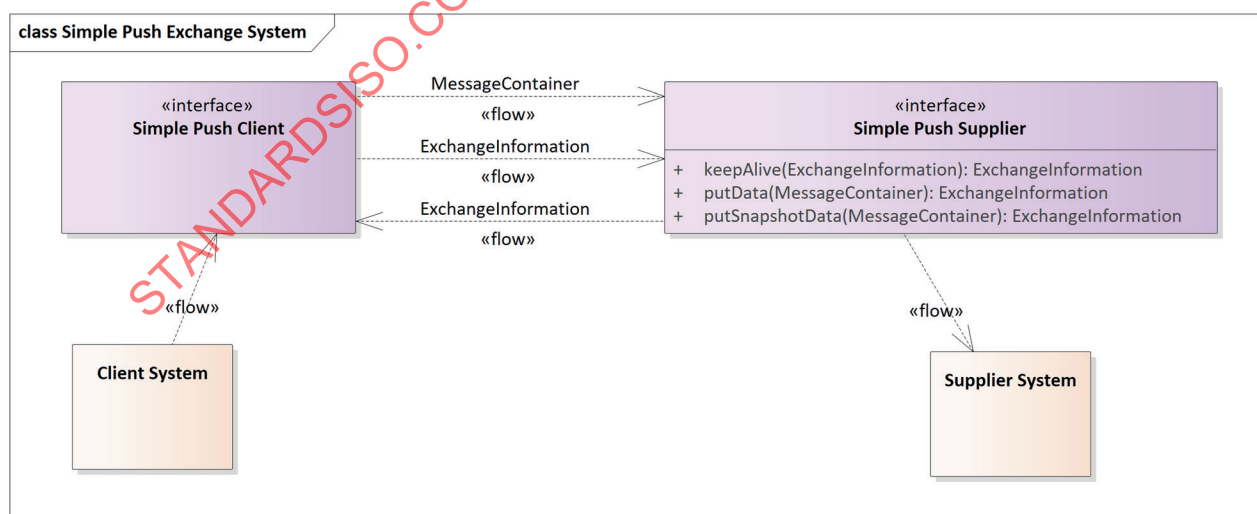 class Simple Push Exchange System
«interface»
Simple Push Client
MessageContainer
«flow»
ExchangeInformation
«flow»
ExchangeInformation
«flow»
«interface»
Simple Push Supplier
+ keepAlive(ExchangeInformation): ExchangeInformation
+ putData(MessageContainer): ExchangeInformation
+ putSnapshotData(MessageContainer): ExchangeInformation
«flow»
«flow»
Client System
Supplier System
STANDARDSISO.CO